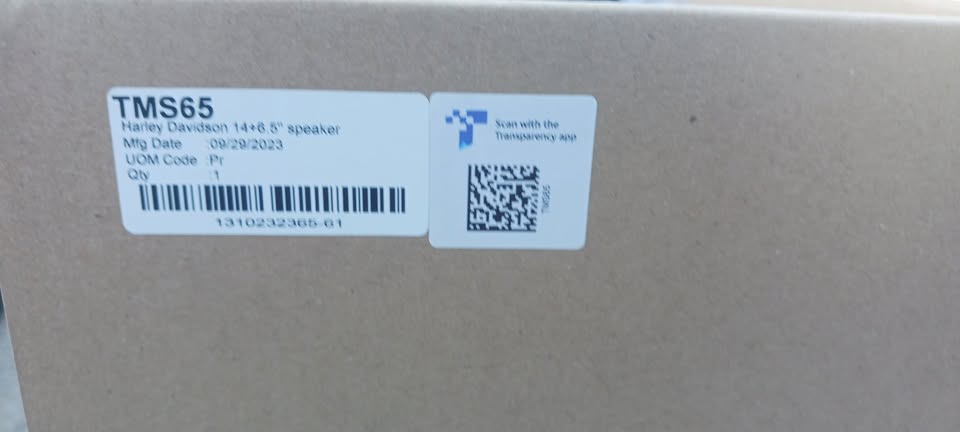 TMS65
Harley Davidson 14+6.5" speaker
Mfg Date :09/29/2023
UOM Code :Pr
Qty :1
1310232365-61
Scan with the
Transparency app
TMS65